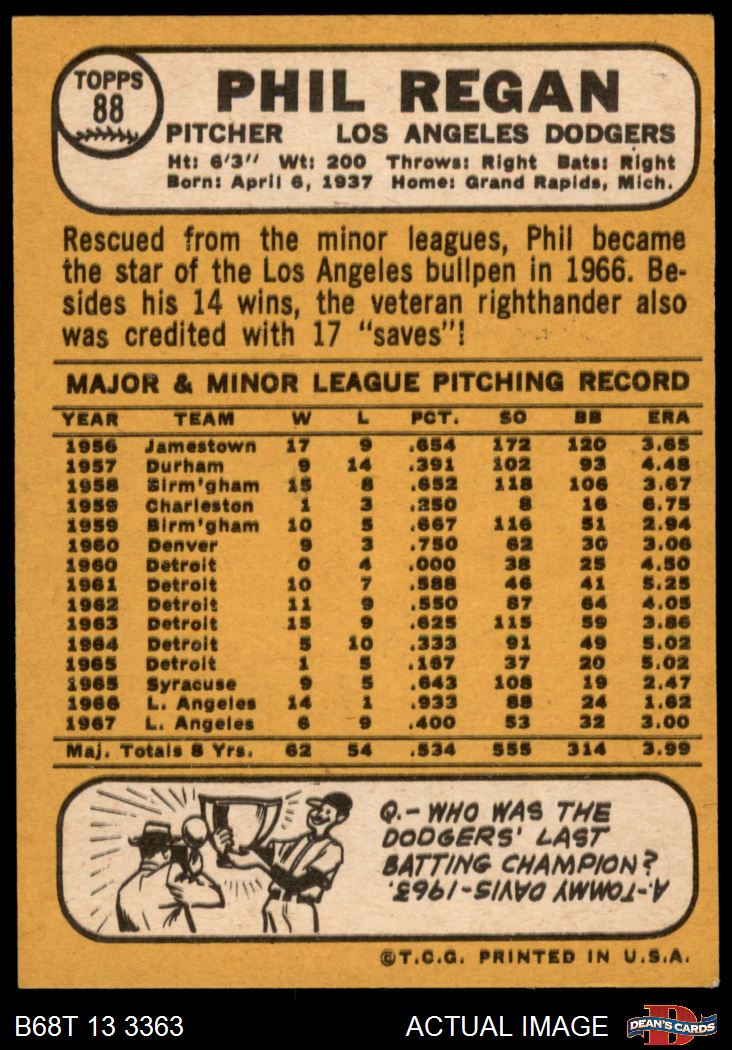 TOPPS
88
PHIL REGAN
PITCHER LOS ANGELES DODGERS
Ht: 6'3" Wt: 200 Throws: Right Bats: Right
Born: April 6, 1937 Home: Grand Rapids, Mich.
Rescued from the minor leagues, Phil became
the star of the Los Angeles bullpen in 1966. Be-
sides his 14 wins, the veteran righthander also
was credited with 17 "saves"!
MAJOR & MINOR LEAGUE PITCHING RECORD
YEAR TEAM W L PCT. SO BB ERA
1956 Jamestown 17 9 .654 172 120 3.65
1957 Durham 9 14 .391 102 93 4.48
1958 Birm'gham 15 8 .652 118 106 3.67
1959 Charleston 1 3 .250 8 16 6.75
1959 Birm'gham 10 5 .667 116 51 2.94
1960 Denver 9 3 .750 62 30 3.06
1960 Detroit 0 4 .000 38 25 4.50
1961 Detroit 10 7 .588 46 41 5.25
1962 Detroit 11 9 .550 87 64 4.05
1963 Detroit 15 9 .625 115 59 3.86
1964 Detroit 5 10 .333 91 49 5.02
1965 Detroit 1 5 .167 37 20 5.02
1965 Syracuse 9 5 .643 108 19 2.47
1966 L. Angeles 14 1 .933 88 24 1.62
1967 L. Angeles 6 9 .400 53 32 3.00
Maj. Totals 8 Yrs. 62 54 .534 555 314 3.99
Q.-WHO WAS THE
DODGERS' LAST
BATTING CHAMPION?
A.-TOMMY DAVIS-1963.
©T.C.G. PRINTED IN U.S.A.
B68T 13 3363 ACTUAL IMAGE
D
DEAN'S CARDS